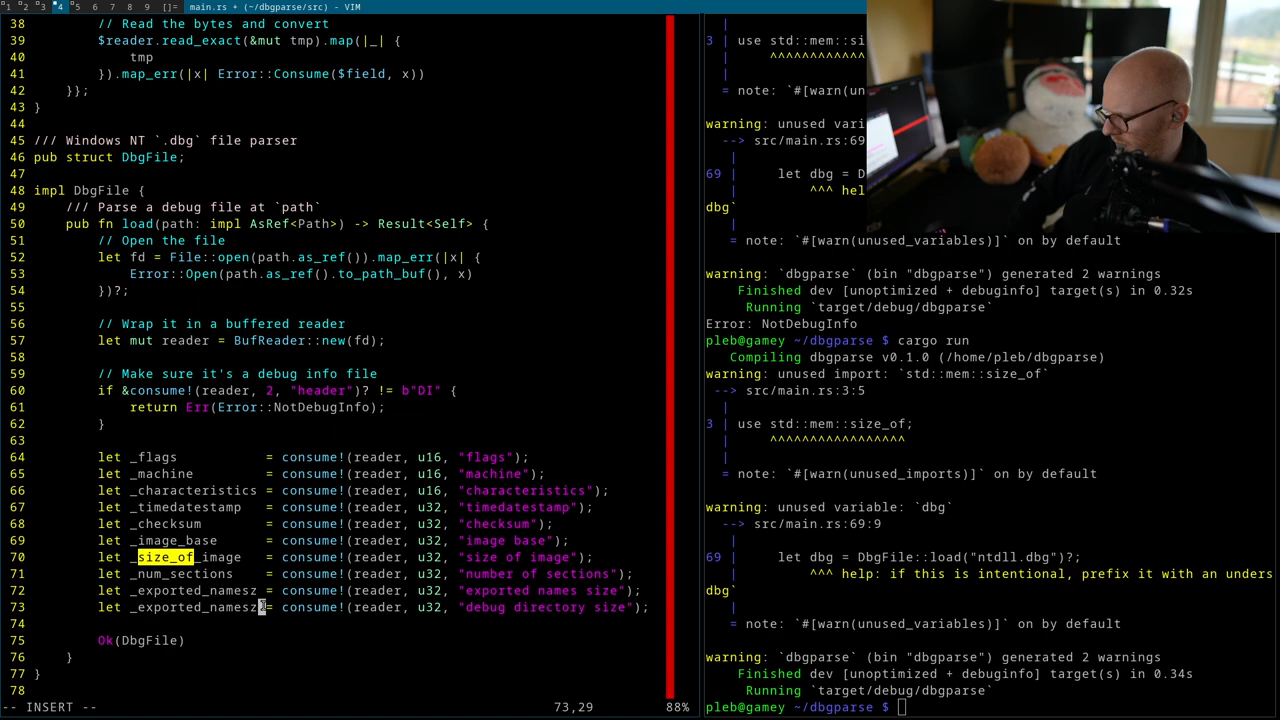 1 2 3 4 5 6 7 8 9 []= main.rs + (~/dbgparse/src) - VIM
38         // Read the bytes and convert
39         $reader.read_exact(&mut tmp).map(|_| {
40             tmp
41         }).map_err(|x| Error::Consume($field, x))
42     }};
43 }
44
45 /// Windows NT `.dbg` file parser
46 pub struct DbgFile;
47
48 impl DbgFile {
49     /// Parse a debug file at `path`
50     pub fn load(path: impl AsRef<Path>) -> Result<Self> {
51         // Open the file
52         let fd = File::open(path.as_ref()).map_err(|x| {
53             Error::Open(path.as_ref().to_path_buf(), x)
54         })?;
55
56         // Wrap it in a buffered reader
57         let mut reader = BufReader::new(fd);
58
59         // Make sure it's a debug info file
60         if &consume!(reader, 2, "header")? != b"DI" {
61             return Err(Error::NotDebugInfo);
62         }
63
64         let _flags           = consume!(reader, u16, "flags");
65         let _machine         = consume!(reader, u16, "machine");
66         let _characteristics = consume!(reader, u16, "characteristics");
67         let _timedatestamp   = consume!(reader, u32, "timedatestamp");
68         let _checksum        = consume!(reader, u32, "checksum");
69         let _image_base      = consume!(reader, u32, "image base");
70         let _size_of_image   = consume!(reader, u32, "size of image");
71         let _num_sections    = consume!(reader, u32, "number of sections");
72         let _exported_namesz = consume!(reader, u32, "exported names size");
73         let _exported_namesz = consume!(reader, u32, "debug directory size");
74
75         Ok(DbgFile)
76     }
77 }
78
-- INSERT -- 73,29 88%
|
3 | use std::mem::si
|     ^^^^^^^^^^^^
|
= note: `#[warn(un
warning: unused vari
--> src/main.rs:69
|
69 |     let dbg = D
|         ^^^ hel
dbg`
|
= note: `#[warn(unused_variables)]` on by default
warning: `dbgparse` (bin "dbgparse") generated 2 warnings
Finished dev [unoptimized + debuginfo] target(s) in 0.32s
Running `target/debug/dbgparse`
Error: NotDebugInfo
pleb@gamey ~/dbgparse $ cargo run
Compiling dbgparse v0.1.0 (/home/pleb/dbgparse)
warning: unused import: `std::mem::size_of`
--> src/main.rs:3:5
|
3 | use std::mem::size_of;
|     ^^^^^^^^^^^^^^^^^
|
= note: `#[warn(unused_imports)]` on by default
warning: unused variable: `dbg`
--> src/main.rs:69:9
|
69 |     let dbg = DbgFile::load("ntdll.dbg")?;
|         ^^^ help: if this is intentional, prefix it with an unders
dbg`
|
= note: `#[warn(unused_variables)]` on by default
warning: `dbgparse` (bin "dbgparse") generated 2 warnings
Finished dev [unoptimized + debuginfo] target(s) in 0.34s
Running `target/debug/dbgparse`
pleb@gamey ~/dbgparse $